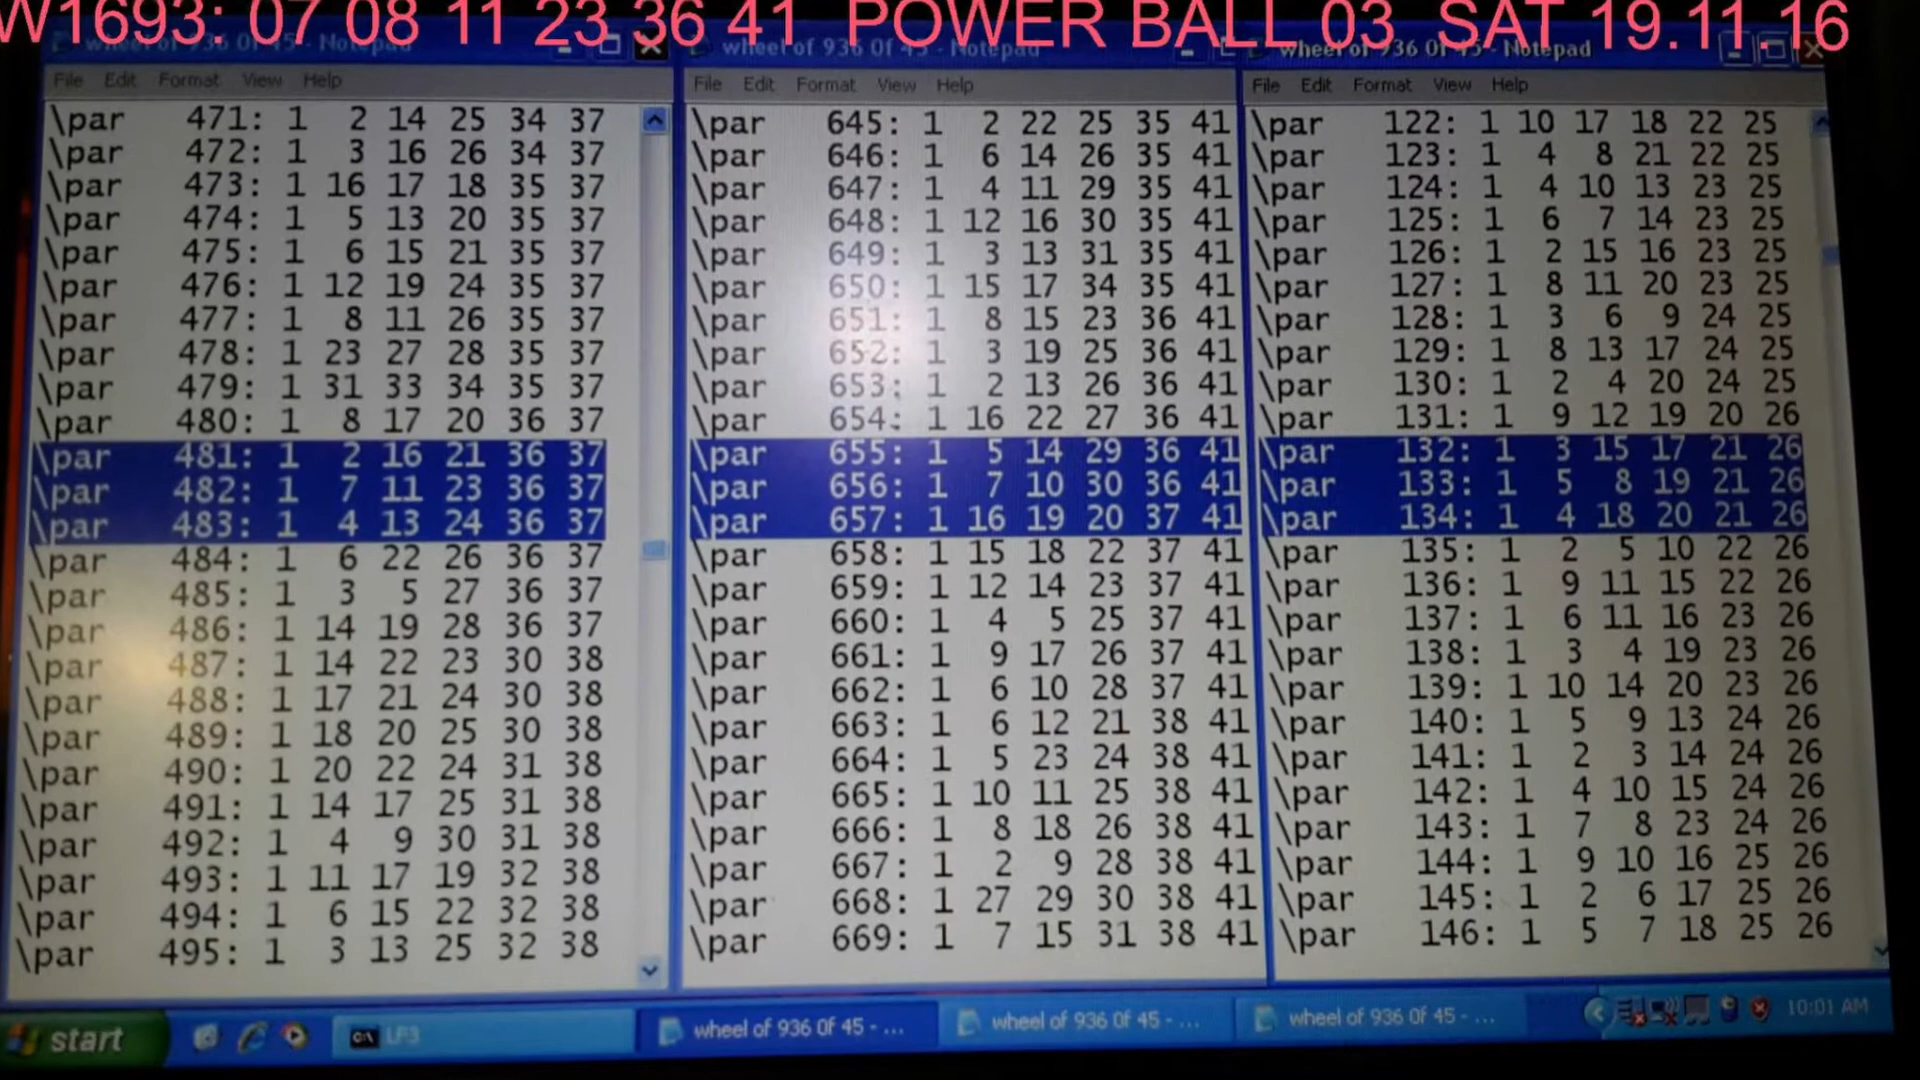 W1693: 07 08 11 23 36 41 POWER BALL 03 SAT 19.11.16
wheel of 936 Of 45 - Notepad
File Edit Format View Help
\par 471: 1 2 14 25 34 37
\par 472: 1 3 16 26 34 37
\par 473: 1 16 17 18 35 37
\par 474: 1 5 13 20 35 37
\par 475: 1 6 15 21 35 37
\par 476: 1 12 19 24 35 37
\par 477: 1 8 11 26 35 37
\par 478: 1 23 27 28 35 37
\par 479: 1 31 33 34 35 37
\par 480: 1 8 17 20 36 37
\par 481: 1 2 16 21 36 37
\par 482: 1 7 11 23 36 37
\par 483: 1 4 13 24 36 37
\par 484: 1 6 22 26 36 37
\par 485: 1 3 5 27 36 37
\par 486: 1 14 19 28 36 37
\par 487: 1 14 22 23 30 38
\par 488: 1 17 21 24 30 38
\par 489: 1 18 20 25 30 38
\par 490: 1 20 22 24 31 38
\par 491: 1 14 17 25 31 38
\par 492: 1 4 9 30 31 38
\par 493: 1 11 17 19 32 38
\par 494: 1 6 15 22 32 38
\par 495: 1 3 13 25 32 38
wheel of 936 Of 45 - Notepad
File Edit Format View Help
\par 645: 1 2 22 25 35 41
\par 646: 1 6 14 26 35 41
\par 647: 1 4 11 29 35 41
\par 648: 1 12 16 30 35 41
\par 649: 1 3 13 31 35 41
\par 650: 1 15 17 34 35 41
\par 651: 1 8 15 23 36 41
\par 652: 1 3 19 25 36 41
\par 653: 1 2 13 26 36 41
\par 654: 1 16 22 27 36 41
\par 655: 1 5 14 29 36 41
\par 656: 1 7 10 30 36 41
\par 657: 1 16 19 20 37 41
\par 658: 1 15 18 22 37 41
\par 659: 1 12 14 23 37 41
\par 660: 1 4 5 25 37 41
\par 661: 1 9 17 26 37 41
\par 662: 1 6 10 28 37 41
\par 663: 1 6 12 21 38 41
\par 664: 1 5 23 24 38 41
\par 665: 1 10 11 25 38 41
\par 666: 1 8 18 26 38 41
\par 667: 1 2 9 28 38 41
\par 668: 1 27 29 30 38 41
\par 669: 1 7 15 31 38 41
wheel of 936 Of 45 - Notepad
File Edit Format View Help
\par 122: 1 10 17 18 22 25
\par 123: 1 4 8 21 22 25
\par 124: 1 4 10 13 23 25
\par 125: 1 6 7 14 23 25
\par 126: 1 2 15 16 23 25
\par 127: 1 8 11 20 23 25
\par 128: 1 3 6 9 24 25
\par 129: 1 8 13 17 24 25
\par 130: 1 2 4 20 24 25
\par 131: 1 9 12 19 20 26
\par 132: 1 3 15 17 21 26
\par 133: 1 5 8 19 21 26
\par 134: 1 4 18 20 21 26
\par 135: 1 2 5 10 22 26
\par 136: 1 9 11 15 22 26
\par 137: 1 6 11 16 23 26
\par 138: 1 3 4 19 23 26
\par 139: 1 10 14 20 23 26
\par 140: 1 5 9 13 24 26
\par 141: 1 2 3 14 24 26
\par 142: 1 4 10 15 24 26
\par 143: 1 7 8 23 24 26
\par 144: 1 9 10 16 25 26
\par 145: 1 2 6 17 25 26
\par 146: 1 5 7 18 25 26
start
LF3
wheel of 936 Of 45 - ...
wheel of 936 Of 45 - ...
wheel of 936 Of 45 - ...
10:01 AM